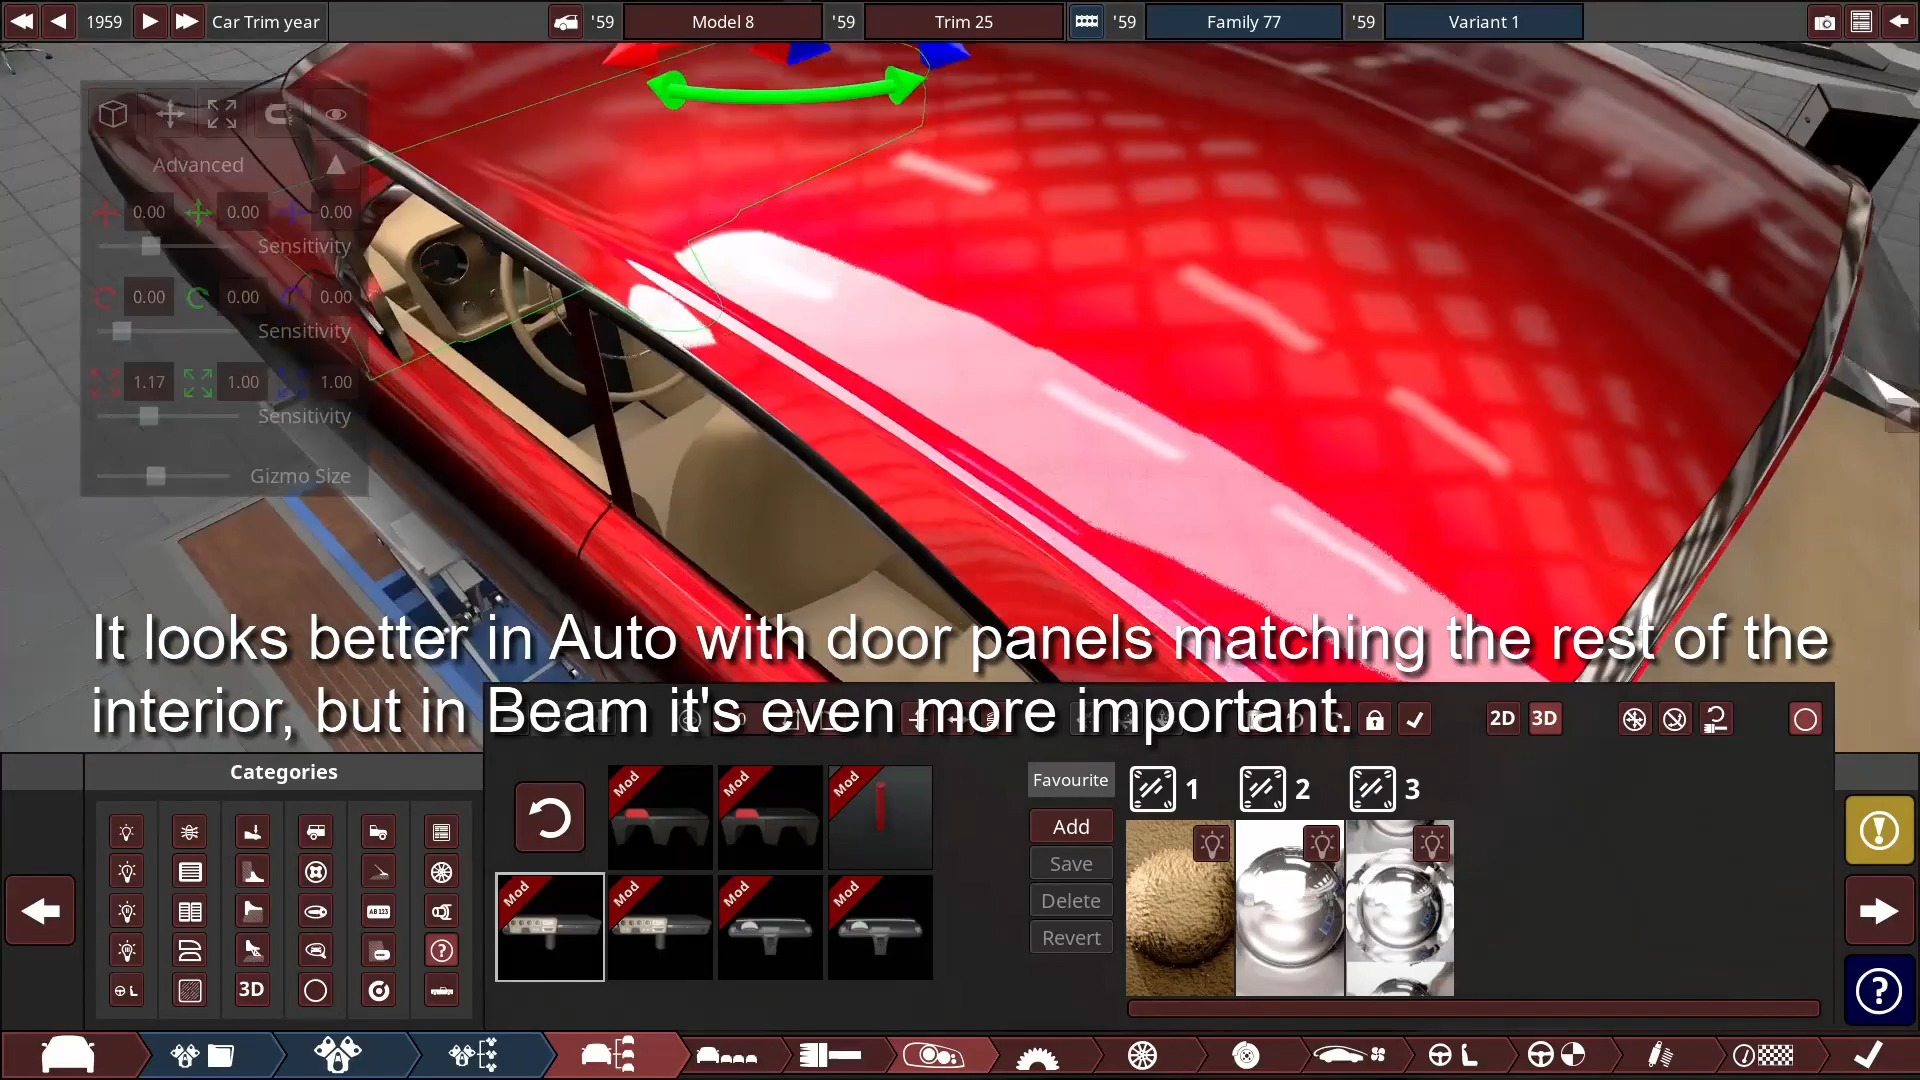 1959 Car Trim year '59 Model 8 '59 Trim 25 '59 Family 77 '59 Variant 1
Advanced
0.00 0.00 0.00
Sensitivity
0.00 0.00 0.00
Sensitivity
1.17 1.00 1.00
Sensitivity
Gizmo Size
It looks better in Auto with door panels matching the rest of the
interior, but in Beam it's even more important.
2D 3D
Categories
3D
AB 123
L
Mod Mod Mod
Mod Mod Mod Mod
Favourite
Add
Save
Delete
Revert
1 2 3